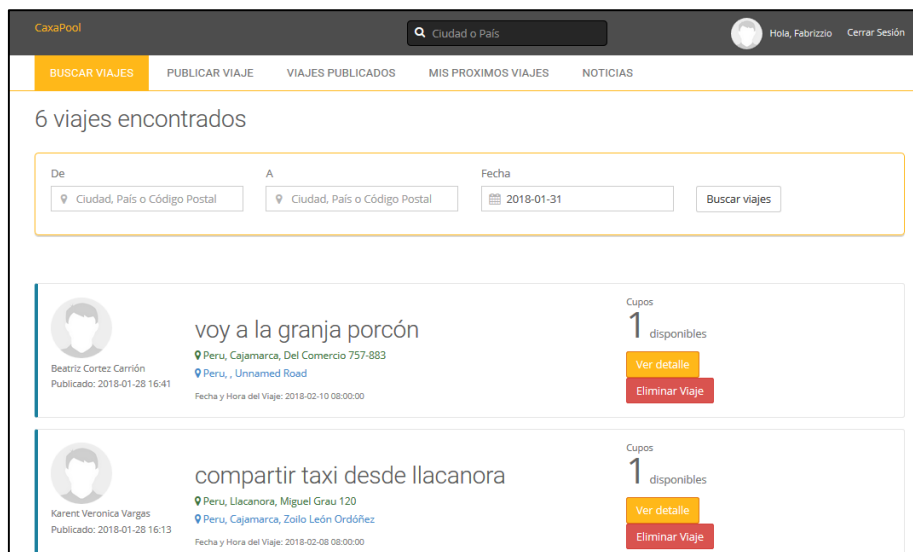 CaxaPool
Ciudad o País
Hola, Fabrizzio
Cerrar Sesión
BUSCAR VIAJES
PUBLICAR VIAJE
VIAJES PUBLICADOS
MIS PROXIMOS VIAJES
NOTICIAS
6 viajes encontrados
De
A
Fecha
Ciudad, País o Código Postal
Ciudad, País o Código Postal
2018-01-31
Buscar viajes
Beatriz Cortez Carrión
Publicado: 2018-01-28 16:41
voy a la granja porcón
Peru, Cajamarca, Del Comercio 757-883
Peru, , Unnamed Road
Fecha y Hora del Viaje: 2018-02-10 08:00:00
Cupos
1 disponibles
Ver detalle
Eliminar Viaje
Karent Veronica Vargas
Publicado: 2018-01-28 16:13
compartir taxi desde llacanora
Peru, Llacanora, Miguel Grau 120
Peru, Cajamarca, Zoilo León Ordóñez
Fecha y Hora del Viaje: 2018-02-08 08:00:00
Cupos
1 disponibles
Ver detalle
Eliminar Viaje